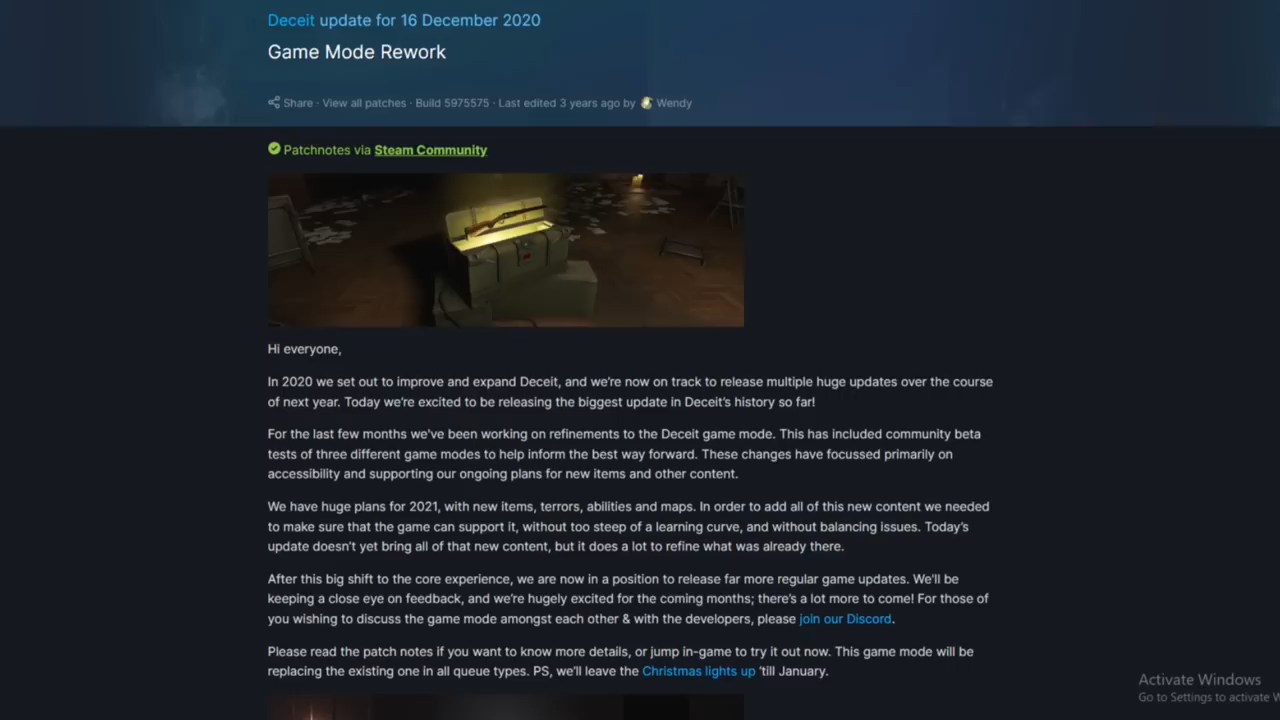 Deceit update for 16 December 2020
Game Mode Rework
Share · View all patches · Build 5975575 · Last edited 3 years ago by Wendy
Patchnotes via Steam Community
Hi everyone,
In 2020 we set out to improve and expand Deceit, and we're now on track to release multiple huge updates over the course
of next year. Today we're excited to be releasing the biggest update in Deceit's history so far!
For the last few months we've been working on refinements to the Deceit game mode. This has included community beta
tests of three different game modes to help inform the best way forward. These changes have focussed primarily on
accessibility and supporting our ongoing plans for new items and other content.
We have huge plans for 2021, with new items, terrors, abilities and maps. In order to add all of this new content we needed
to make sure that the game can support it, without too steep of a learning curve, and without balancing issues. Today's
update doesn't yet bring all of that new content, but it does a lot to refine what was already there.
After this big shift to the core experience, we are now in a position to release far more regular game updates. We'll be
keeping a close eye on feedback, and we're hugely excited for the coming months; there's a lot more to come! For those of
you wishing to discuss the game mode amongst each other & with the developers, please join our Discord.
Please read the patch notes if you want to know more details, or jump in-game to try it out now. This game mode will be
replacing the existing one in all queue types. PS, we'll leave the Christmas lights up 'till January.
Activate Windows
Go to Settings to activate W